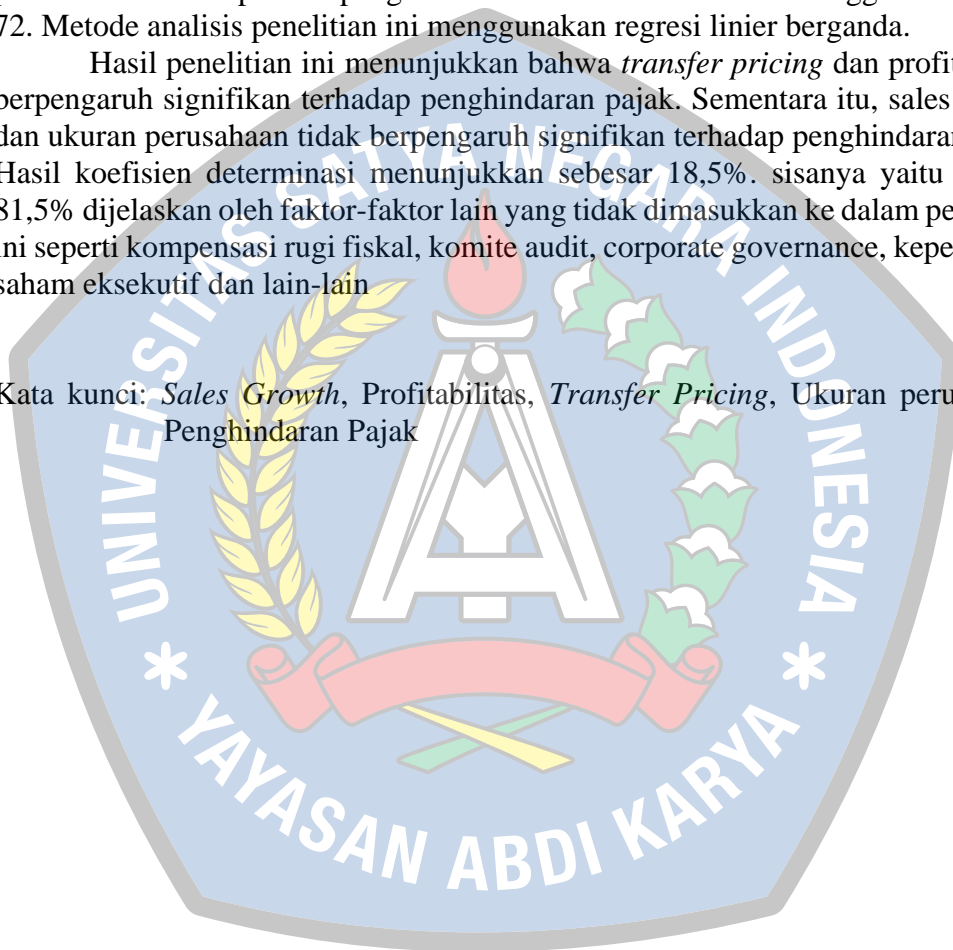 72. Metode analisis penelitian ini menggunakan regresi linier berganda.
Hasil penelitian ini menunjukkan bahwa transfer pricing dan profit
berpengaruh signifikan terhadap penghindaran pajak. Sementara itu, sales
dan ukuran perusahaan tidak berpengaruh signifikan terhadap penghindaran
Hasil koefisien determinasi menunjukkan sebesar 18,5%. sisanya yaitu
81,5% dijelaskan oleh faktor-faktor lain yang tidak dimasukkan ke dalam pe
ini seperti kompensasi rugi fiskal, komite audit, corporate governance, kepe
saham eksekutif dan lain-lain
Kata kunci: Sales Growth, Profitabilitas, Transfer Pricing, Ukuran peru
Penghindaran Pajak
UNIVERSITAS SATYA NEGARA INDONESIA
* YAYASAN ABDI KARYA *